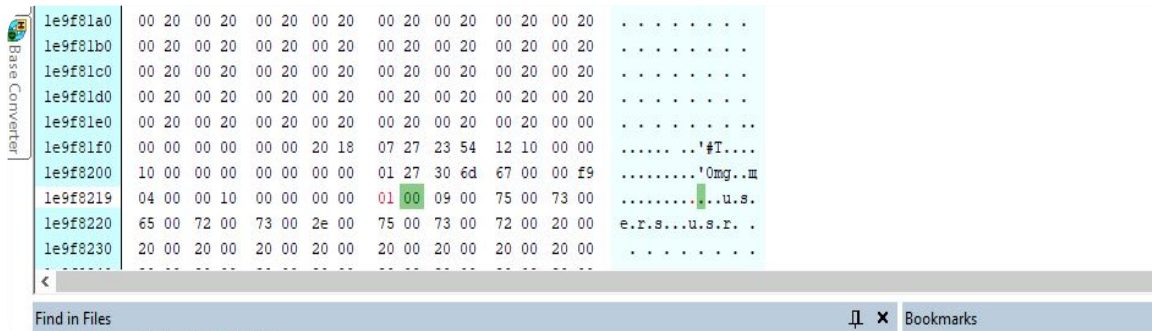 Base Converter
1e9f81a0 00 20 00 20 00 20 00 20 00 20 00 20 00 20 00 20 . . . . . . . .
1e9f81b0 00 20 00 20 00 20 00 20 00 20 00 20 00 20 00 20 . . . . . . . .
1e9f81c0 00 20 00 20 00 20 00 20 00 20 00 20 00 20 00 20 . . . . . . . .
1e9f81d0 00 20 00 20 00 20 00 20 00 20 00 20 00 20 00 20 . . . . . . . .
1e9f81e0 00 20 00 20 00 20 00 20 00 20 00 20 00 20 00 00 . . . . . . . ..
1e9f81f0 00 00 00 00 00 00 20 18 07 27 23 54 12 10 00 00 ...... ..'#T....
1e9f8200 10 00 00 00 00 00 00 00 01 27 30 6d 67 00 00 f9 .........'0mg..щ
1e9f8219 04 00 00 10 00 00 00 00 01 00 09 00 75 00 73 00 ............u.s.
1e9f8220 65 00 72 00 73 00 2e 00 75 00 73 00 72 00 20 00 e.r.s...u.s.r. .
1e9f8230 20 00 20 00 20 00 20 00 20 00 20 00 20 00 20 00 . . . . . . . .
Find in Files
Bookmarks